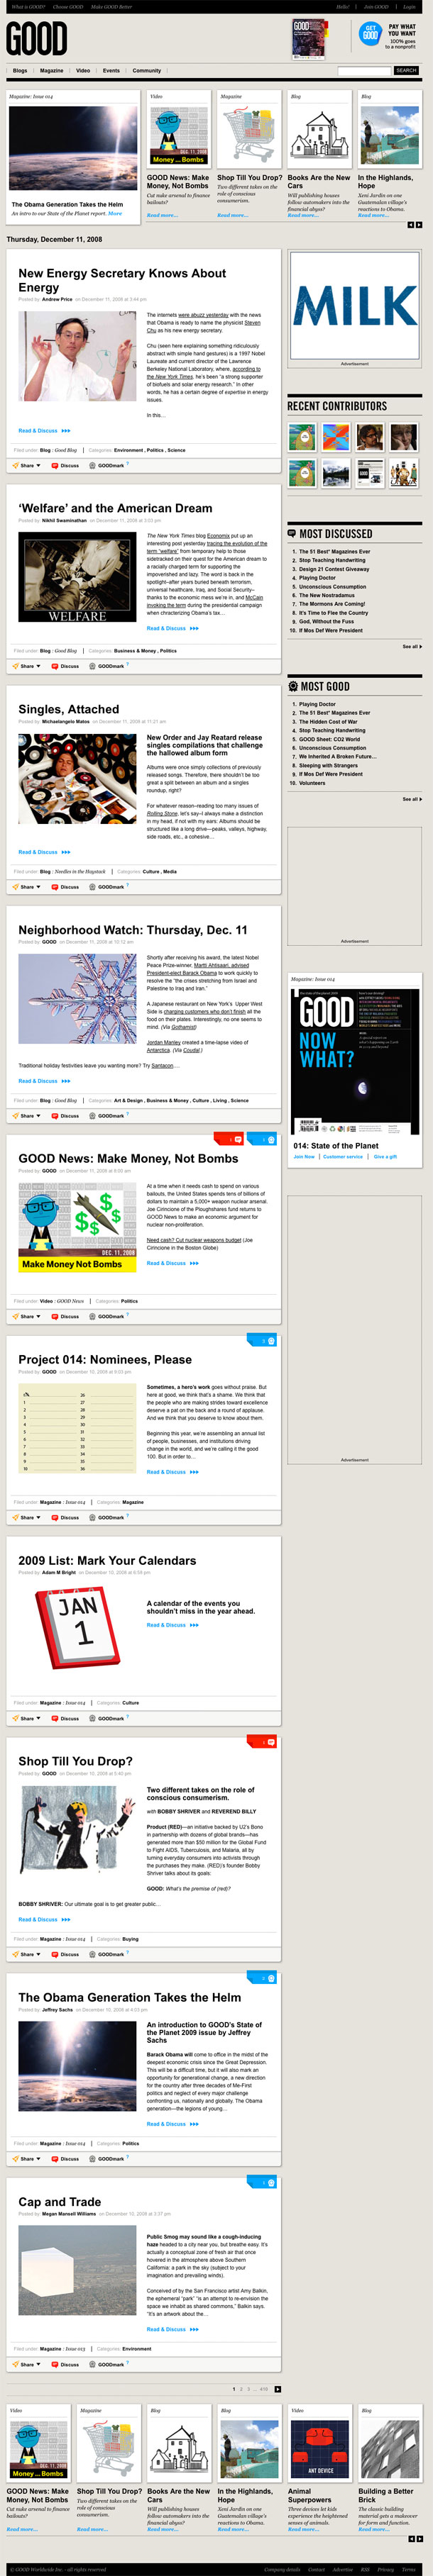 What is GOOD? Choose GOOD Make GOOD Better
Hello! Join GOOD Login
GOOD
GET GOOD
PAY WHAT
YOU WANT
100% goes
to a nonprofit
Blogs Magazine Video Events Community
SEARCH
Magazine: Issue 014
The Obama Generation Takes the Helm
An intro to our State of the Planet report. More
Video
DEC. 11, 2008
Money ... Bombs
GOOD News: Make
Money, Not Bombs
Cut nuke arsenal to finance
bailouts?
Read more...
Magazine
Shop Till You Drop?
Two different takes on the
role of conscious
consumerism.
Read more...
Blog
Books Are the New
Cars
Will publishing houses
follow automakers into the
financial abyss?
Read more...
Blog
In the Highlands,
Hope
Xeni Jardin on one
Guatemalan village's
reactions to Obama.
Read more...
Thursday, December 11, 2008
New Energy Secretary Knows About
Energy
Posted by: Andrew Price on December 11, 2008 at 3:44 pm
The internets were abuzz yesterday with the news
that Obama is ready to name the physicist Steven
Chu as his new energy secretary.
Chu (seen here explaining something ridiculously
abstract with simple hand gestures) is a 1997 Nobel
Laureate and current director of the Lawrence
Berkeley National Laboratory, where, according to
the New York Times, he's been "a strong supporter
of biofuels and solar energy research." In other
words, he has a certain degree of expertise in energy
issues.
In this…
Read & Discuss
Filed under: Blog : Good Blog | Categories: Environment , Politics , Science
Share Discuss GOODmark ?
'Welfare' and the American Dream
Posted by: Nikhil Swaminathan on December 11, 2008 at 3:03 pm
WELFARE
The New York Times blog Economix put up an
interesting post yesterday tracing the evolution of the
term "welfare" from temporary help to those
sidetracked on their quest for the American dream to
a racially charged term for supporting the
impoverished and lazy. The word is back in the
spotlight–after years buried beneath terrorism,
universal healthcare, Iraq, and Social Security–
thanks to the economic mess we're in, and McCain
invoking the term during the presidential campaign
when characterizing Obama's tax…
Read & Discuss
Filed under: Blog : Good Blog | Categories: Business & Money , Politics
Share Discuss GOODmark ?
Singles, Attached
Posted by: Michaelangelo Matos on December 11, 2008 at 11:21 am
New Order and Jay Reatard release
singles compilations that challenge
the hallowed album form
Albums were once simply collections of previously
released songs. Therefore, there shouldn't be too
great a split between an album and a singles
roundup, right?
For whatever reason–reading too many issues of
Rolling Stone, let's say–I always make a distinction
in my head, if not with my ears: Albums should be
structured like a long drive—peaks, valleys, highway,
side roads, etc., a cohesive…
Read & Discuss
Filed under: Blog : Needles in the Haystack | Categories: Culture , Media
Share Discuss GOODmark ?
Neighborhood Watch: Thursday, Dec. 11
Posted by: GOOD on December 11, 2008 at 10:12 am
Shortly after receiving his award, the latest Nobel
Peace Prize-winner, Martti Ahtisaari, advised
President-elect Barack Obama to work quickly to
resolve the "the crises stretching from Israel and
Palestine to Iraq and Iran."
A Japanese restaurant on New York's Upper West
Side is charging customers who don't finish all the
food on their plates. Interestingly, no one seems to
mind. (Via Gothamist)
Jordan Manley created a time-lapse video of
Antarctica. (Via Coudal.)
Traditional holiday festivities leave you wanting more? Try Santacon.…
Read & Discuss
Filed under: Blog : Good Blog | Categories: Art & Design , Business & Money , Culture , Living , Science
Share Discuss GOODmark ?
GOOD News: Make Money, Not Bombs
Posted by: GOOD on December 11, 2008 at 6:00 am
DEC. 11, 2008
Make Money Not Bombs
At a time when it needs cash to spend on various
bailouts, the United States spends tens of billions of
dollars to maintain a 5,000+ weapon nuclear arsenal.
Joe Cirincione of the Ploughshares fund returns to
GOOD News to make an economic argument for
nuclear non-proliferation.
Need cash? Cut nuclear weapons budget (Joe
Cirincione in the Boston Globe)
Read & Discuss
Filed under: Video : GOOD News | Categories: Politics
Share Discuss GOODmark ?
Project 014: Nominees, Please
Posted by: GOOD on December 10, 2008 at 9:03 pm
Sometimes, a hero's work goes without praise. But
here at good, we think that's a shame. We think that
the people who are making strides toward excellence
deserve a pat on the back and a round of applause.
And we think that you deserve to know about them.
Beginning this year, we're assembling an annual list
of people, businesses, and institutions driving
change in the world, and we're calling it the good
100. But in order to…
Read & Discuss
Filed under: Magazine : Issue 014 | Categories: Magazine
Share Discuss GOODmark ?
2009 List: Mark Your Calendars
Posted by: Adam M Bright on December 10, 2008 at 6:59 pm
JAN
1
A calendar of the events you
shouldn't miss in the year ahead.
Read & Discuss
Filed under: Magazine : Issue 014 | Categories: Culture
Share Discuss GOODmark ?
Shop Till You Drop?
Posted by: GOOD on December 10, 2008 at 5:40 pm
Two different takes on the role of
conscious consumerism.
with BOBBY SHRIVER and REVEREND BILLY
Product (RED)—an initiative backed by U2's Bono
in partnership with dozens of global brands—has
generated more than $50 million for the Global Fund
to Fight AIDS, Tuberculosis, and Malaria, all by
turning everyday consumers into activists through
the purchases they make. (RED)'s founder Bobby
Shriver talks about its goals:
GOOD: What's the premise of (red)?
BOBBY SHRIVER: Our ultimate goal is to get greater public…
Read & Discuss
Filed under: Magazine : Issue 014 | Categories: Buying
Share Discuss GOODmark ?
The Obama Generation Takes the Helm
Posted by: Jeffrey Sachs on December 10, 2008 at 4:03 pm
An introduction to GOOD's State of
the Planet 2009 issue by Jeffrey
Sachs
Barack Obama will come to office in the midst of the
deepest economic crisis since the Great Depression.
This will be a difficult time, but it will also mark an
opportunity for generational change, a new direction
for the country after three decades of Me-First
politics and neglect of every major challenge
confronting us, nationally and globally. The Obama
generation—the legions of young…
Read & Discuss
Filed under: Magazine : Issue 014 | Categories: Politics
Share Discuss GOODmark ?
Cap and Trade
Posted by: Megan Mansell Williams on December 10, 2008 at 3:37 pm
Public Smog may sound like a cough-inducing
haze headed to a city near you, but breathe easy. It's
actually a conceptual zone of fresh air that once
hovered in the atmosphere above Southern
California: a park in the sky (subject to your
imagination and prevailing winds).
Conceived of by the San Francisco artist Amy Balkin,
the ephemeral "park" "is an attempt to re-envision the
space we inhabit as shared commons," Balkin says.
"It's an artwork about the…
Read & Discuss
Filed under: Magazine : Issue 013 | Categories: Environment
Share Discuss GOODmark ?
MILK
Advertisement
RECENT CONTRIBUTORS
MOST DISCUSSED
1. The 51 Best* Magazines Ever
2. Stop Teaching Handwriting
3. Design 21 Contest Giveaway
4. Playing Doctor
5. Unconscious Consumption
6. The New Nostradamus
7. The Mormons Are Coming!
8. It's Time to Flee the Country
9. God, Without the Fuss
10. If Mos Def Were President
See all
MOST GOOD
1. Playing Doctor
2. The 51 Best* Magazines Ever
3. The Hidden Cost of War
4. Stop Teaching Handwriting
5. GOOD Sheet: CO2 World
6. Unconscious Consumption
7. We Inherited A Broken Future…
8. Sleeping with Strangers
9. If Mos Def Were President
10. Volunteers
See all
Advertisement
Magazine: Issue 014
GOOD
NOW
WHAT?
014: State of the Planet
Join Now | Customer service | Give a gift
Advertisement
1 2 3 ... 416
Video
DEC. 11, 2008
Money ... Bombs
GOOD News: Make
Money, Not Bombs
Cut nuke arsenal to finance
bailouts?
Read more...
Magazine
Shop Till You Drop?
Two different takes on the
role of conscious
consumerism.
Read more...
Blog
Books Are the New
Cars
Will publishing houses
follow automakers into the
financial abyss?
Read more...
Blog
In the Highlands,
Hope
Xeni Jardin on one
Guatemalan village's
reactions to Obama.
Read more...
Video
ANT DEVICE
Animal
Superpowers
Three devices let kids
experience the heightened
senses of animals.
Read more...
Blog
Building a Better
Brick
The classic building
material gets a makeover
for form and function.
Read more...
© GOOD Worldwide Inc. - all rights reserved
Company details Contact Advertise RSS Privacy Terms